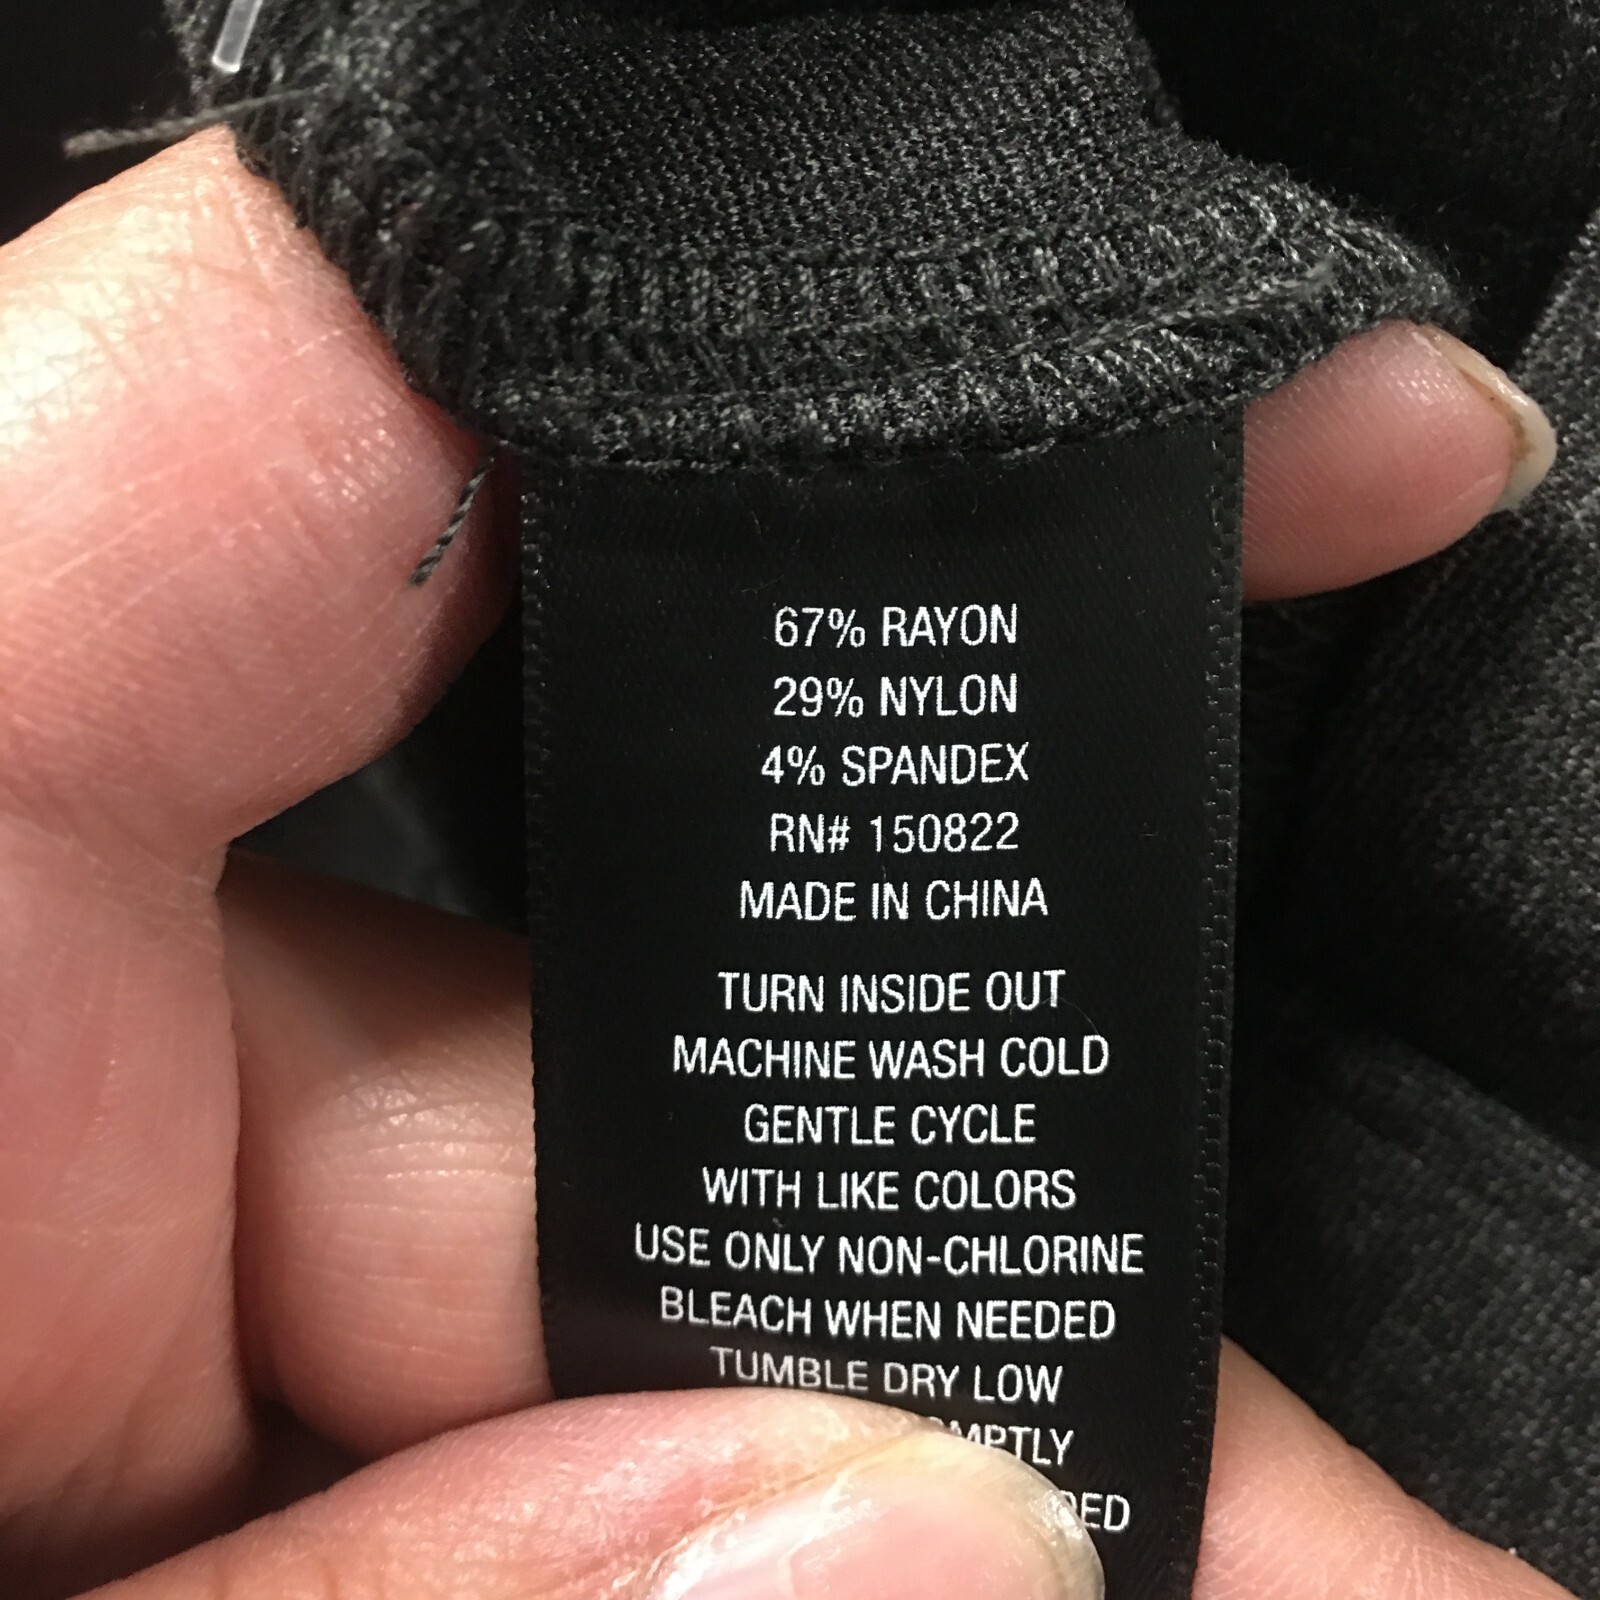 67% RAYON
29% NYLON
4% SPANDEX
RN# 150822
MADE IN CHINA
TURN INSIDE OUT
MACHINE WASH COLD
GENTLE CYCLE
WITH LIKE COLORS
USE ONLY NON-CHLORINE
BLEACH WHEN NEEDED
TUMBLE DRY LOW